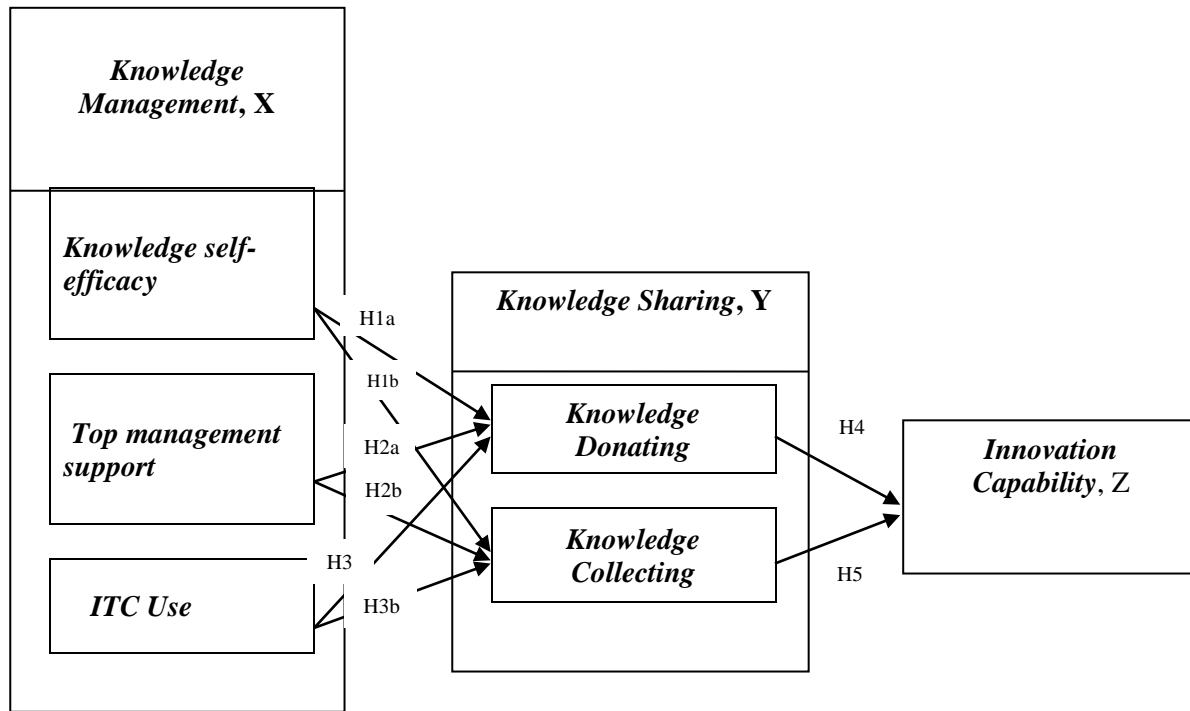 Knowledge
Management, X
Knowledge self-
efficacy
Top management
support
ITC Use
H1a
H1b
H2a
H2b
H3
H3b
Knowledge Sharing, Y
Knowledge
Donating
Knowledge
Collecting
H4
H5
Innovation
Capability, Z